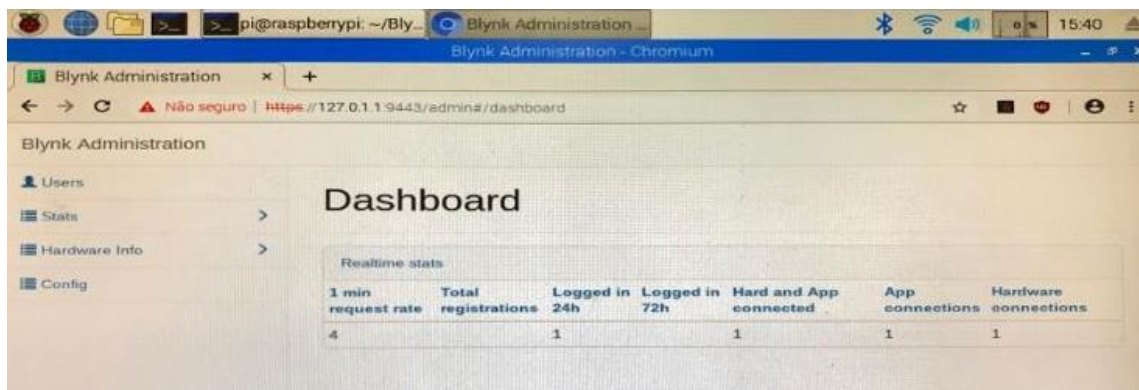 pi@raspberrypi: ~/Bly...
Blynk Administration ...
0 %
15:40
Blynk Administration - Chromium
Blynk Administration
Não seguro | https://127.0.1.1:9443/admin#/dashboard
Blynk Administration
Users
Stats
Hardware Info
Config
Dashboard
Realtime stats
1 min request rate Total registrations Logged in 24h Logged in 72h Hard and App connected App connections Hardware connections
4 1 1 1 1